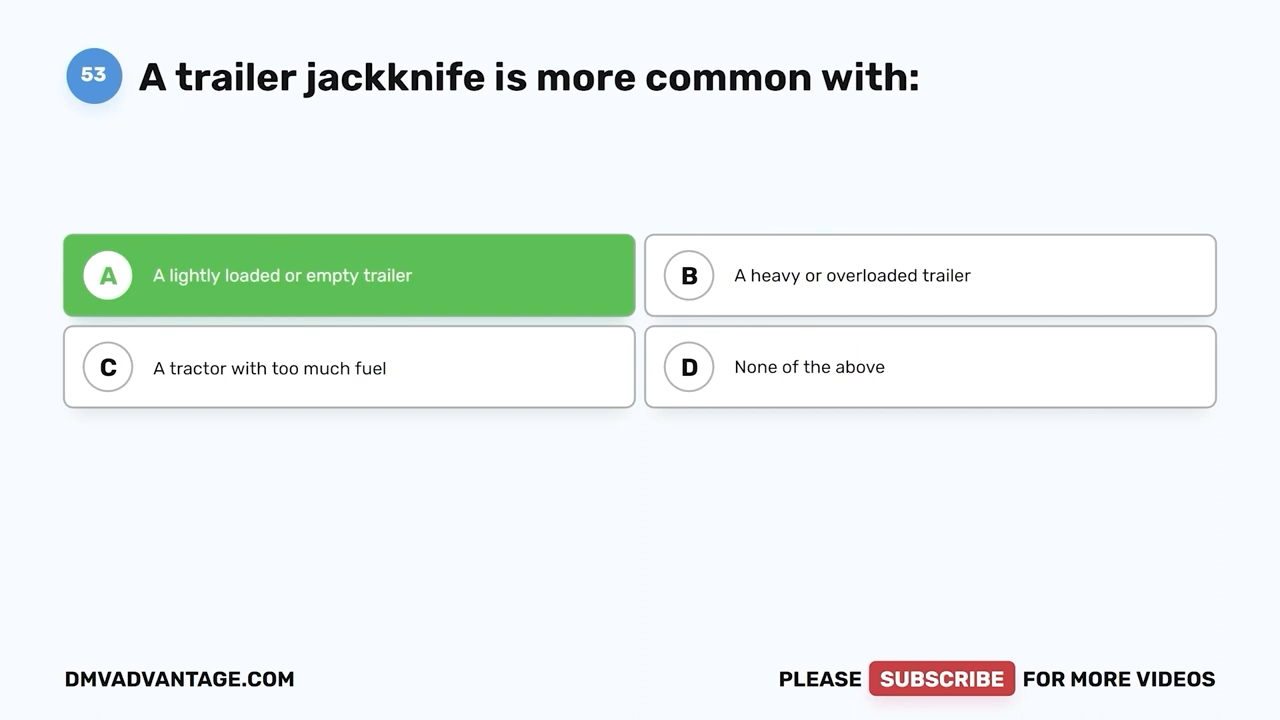 53 A trailer jackknife is more common with:
A A lightly loaded or empty trailer
B A heavy or overloaded trailer
C A tractor with too much fuel
D None of the above
DMVADVANTAGE.COM
PLEASE SUBSCRIBE FOR MORE VIDEOS